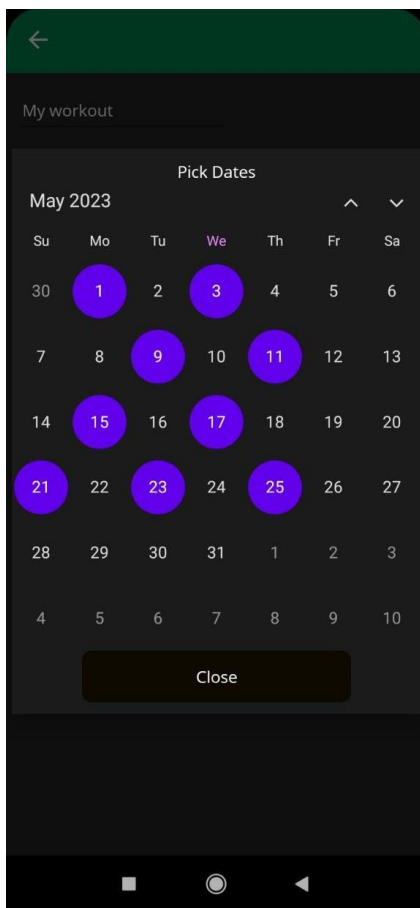 My workout
Pick Dates
May 2023
Su Mo Tu We Th Fr Sa
30 1 2 3 4 5 6
7 8 9 10 11 12 13
14 15 16 17 18 19 20
21 22 23 24 25 26 27
28 29 30 31 1 2 3
4 5 6 7 8 9 10
Close